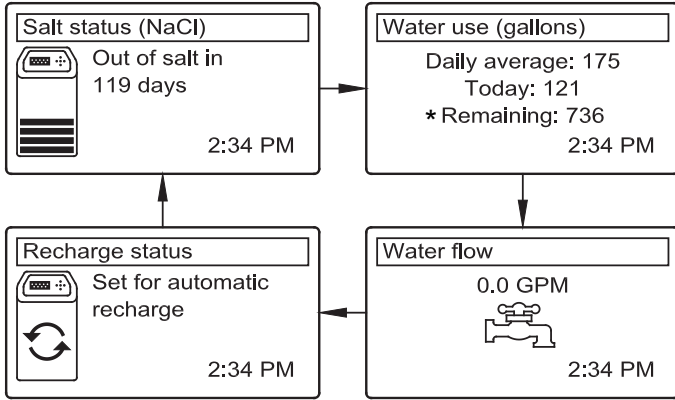 Salt status (NaCl)
Out of salt in
119 days
2:34 PM
Water use (gallons)
Daily average: 175
Today: 121
* Remaining: 736
2:34 PM
Recharge status
Set for automatic
recharge
2:34 PM
Water flow
0.0 GPM
2:34 PM